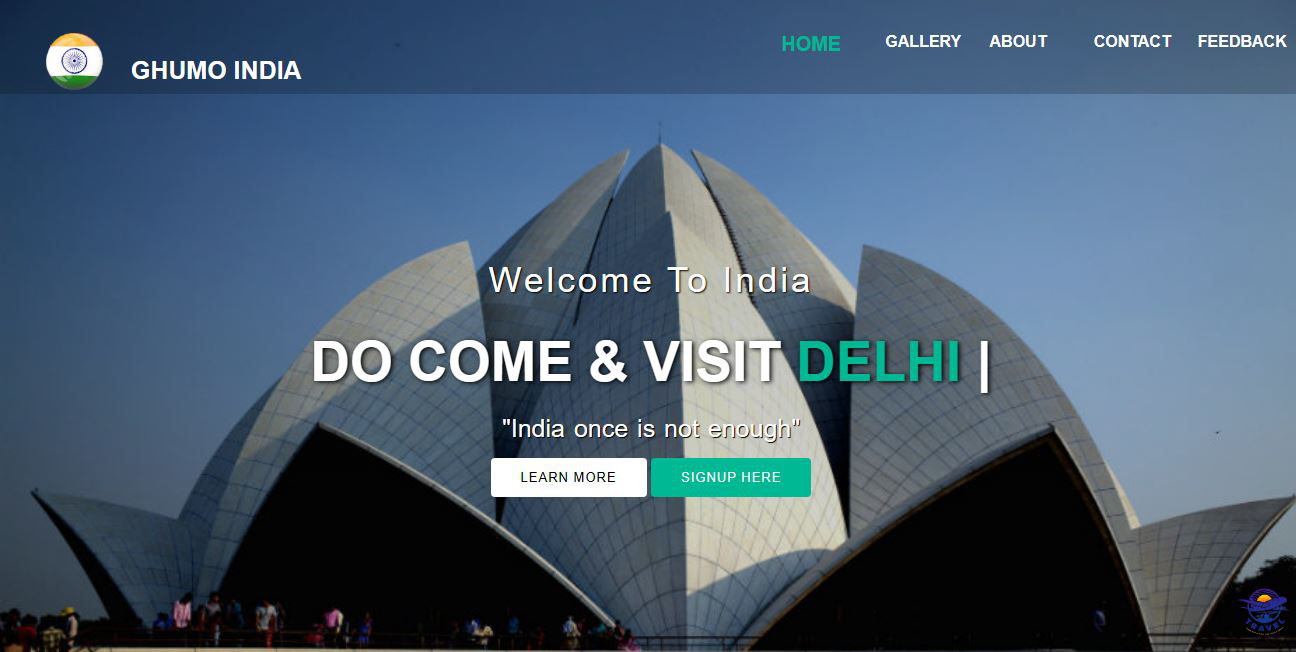 HOME
GALLERY
ABOUT
CONTACT
FEEDBACK
GHUMO INDIA
Welcome To India
DO COME & VISIT DELHI |
"India once is not enough"
LEARN MORE
SIGNUP HERE
TRAVEL